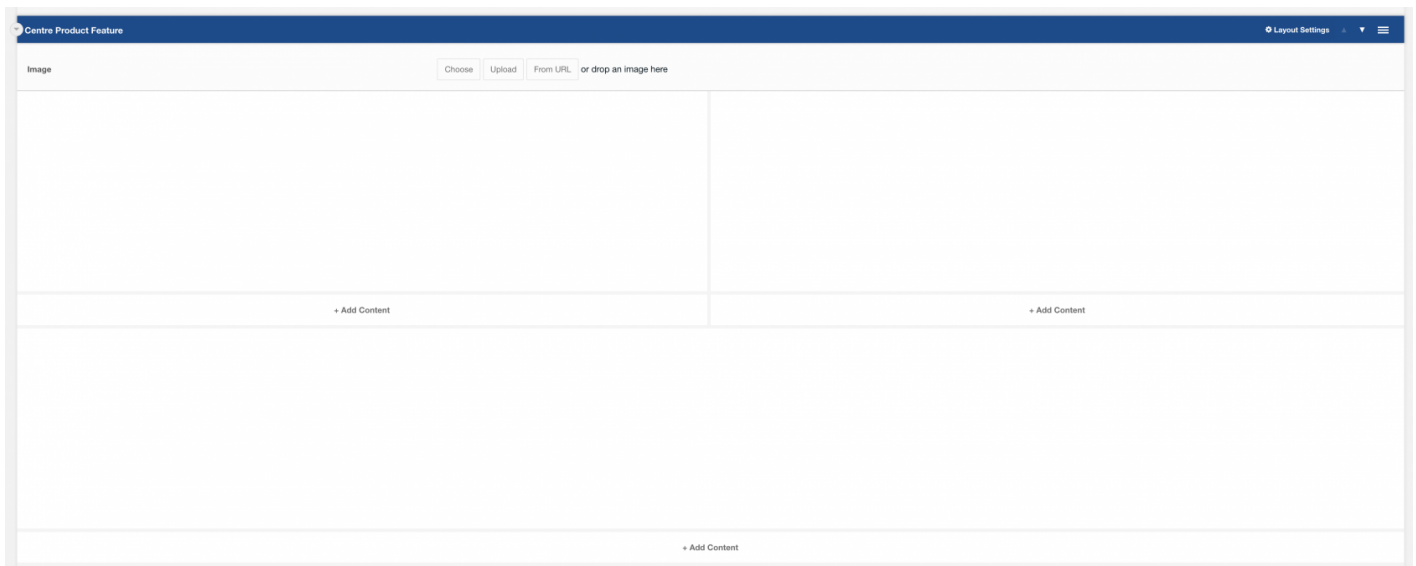 Centre Product Feature Layout Settings
Image Choose Upload From URL or drop an image here
+ Add Content + Add Content
+ Add Content